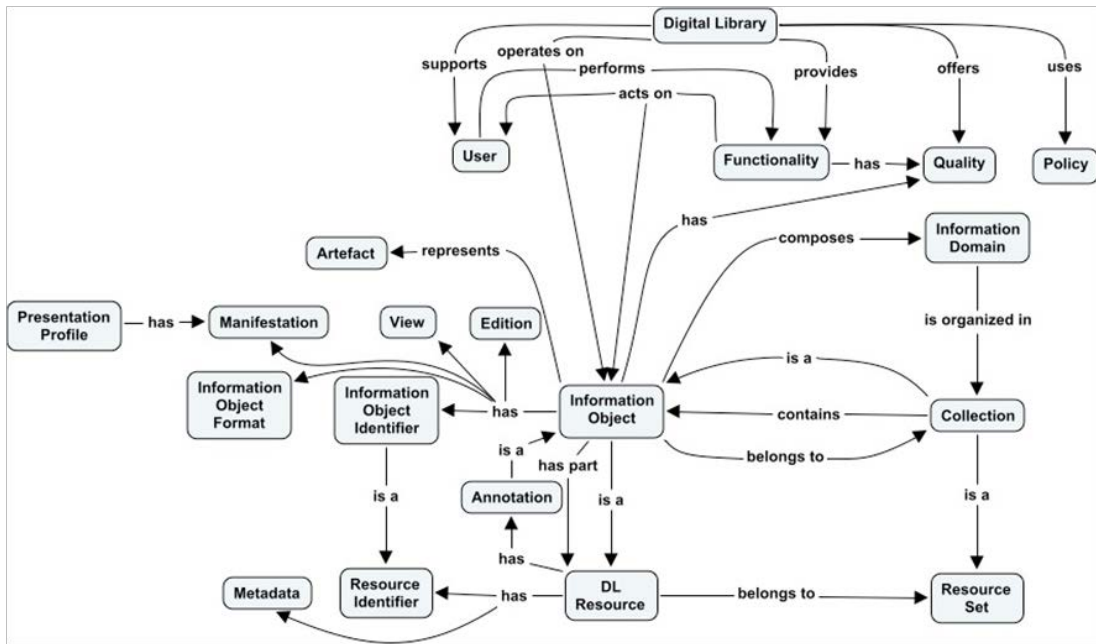 Digital Library
operates on
supports
performs
provides
offers
uses
acts on
User
Functionality
has
Quality
Policy
has
Artefact
represents
composes
Information
Domain
Presentation
Profile
has
Manifestation
View
Edition
is organized in
is a
Information
Object
Format
Information
Object
Identifier
has
Information
Object
contains
Collection
is a
has part
belongs to
is a
Annotation
is a
is a
has
Metadata
Resource
Identifier
has
DL
Resource
belongs to
Resource
Set